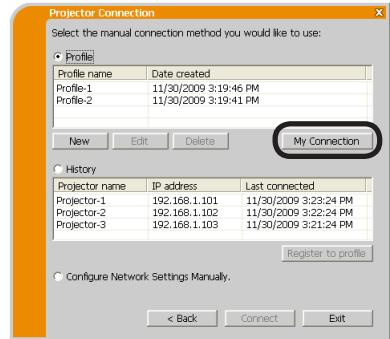 Projector Connection
Select the manual connection method you would like to use:
Profile
Profile name Date created
Profile-1 11/30/2009 3:19:46 PM
Profile-2 11/30/2009 3:19:41 PM
New Edit Delete My Connection
History
Projector name IP address Last connected
Projector-1 192.168.1.101 11/30/2009 3:23:24 PM
Projector-2 192.168.1.102 11/30/2009 3:22:24 PM
Projector-3 192.168.1.103 11/30/2009 3:21:24 PM
Register to profile
Configure Network Settings Manually.
< Back Connect Exit